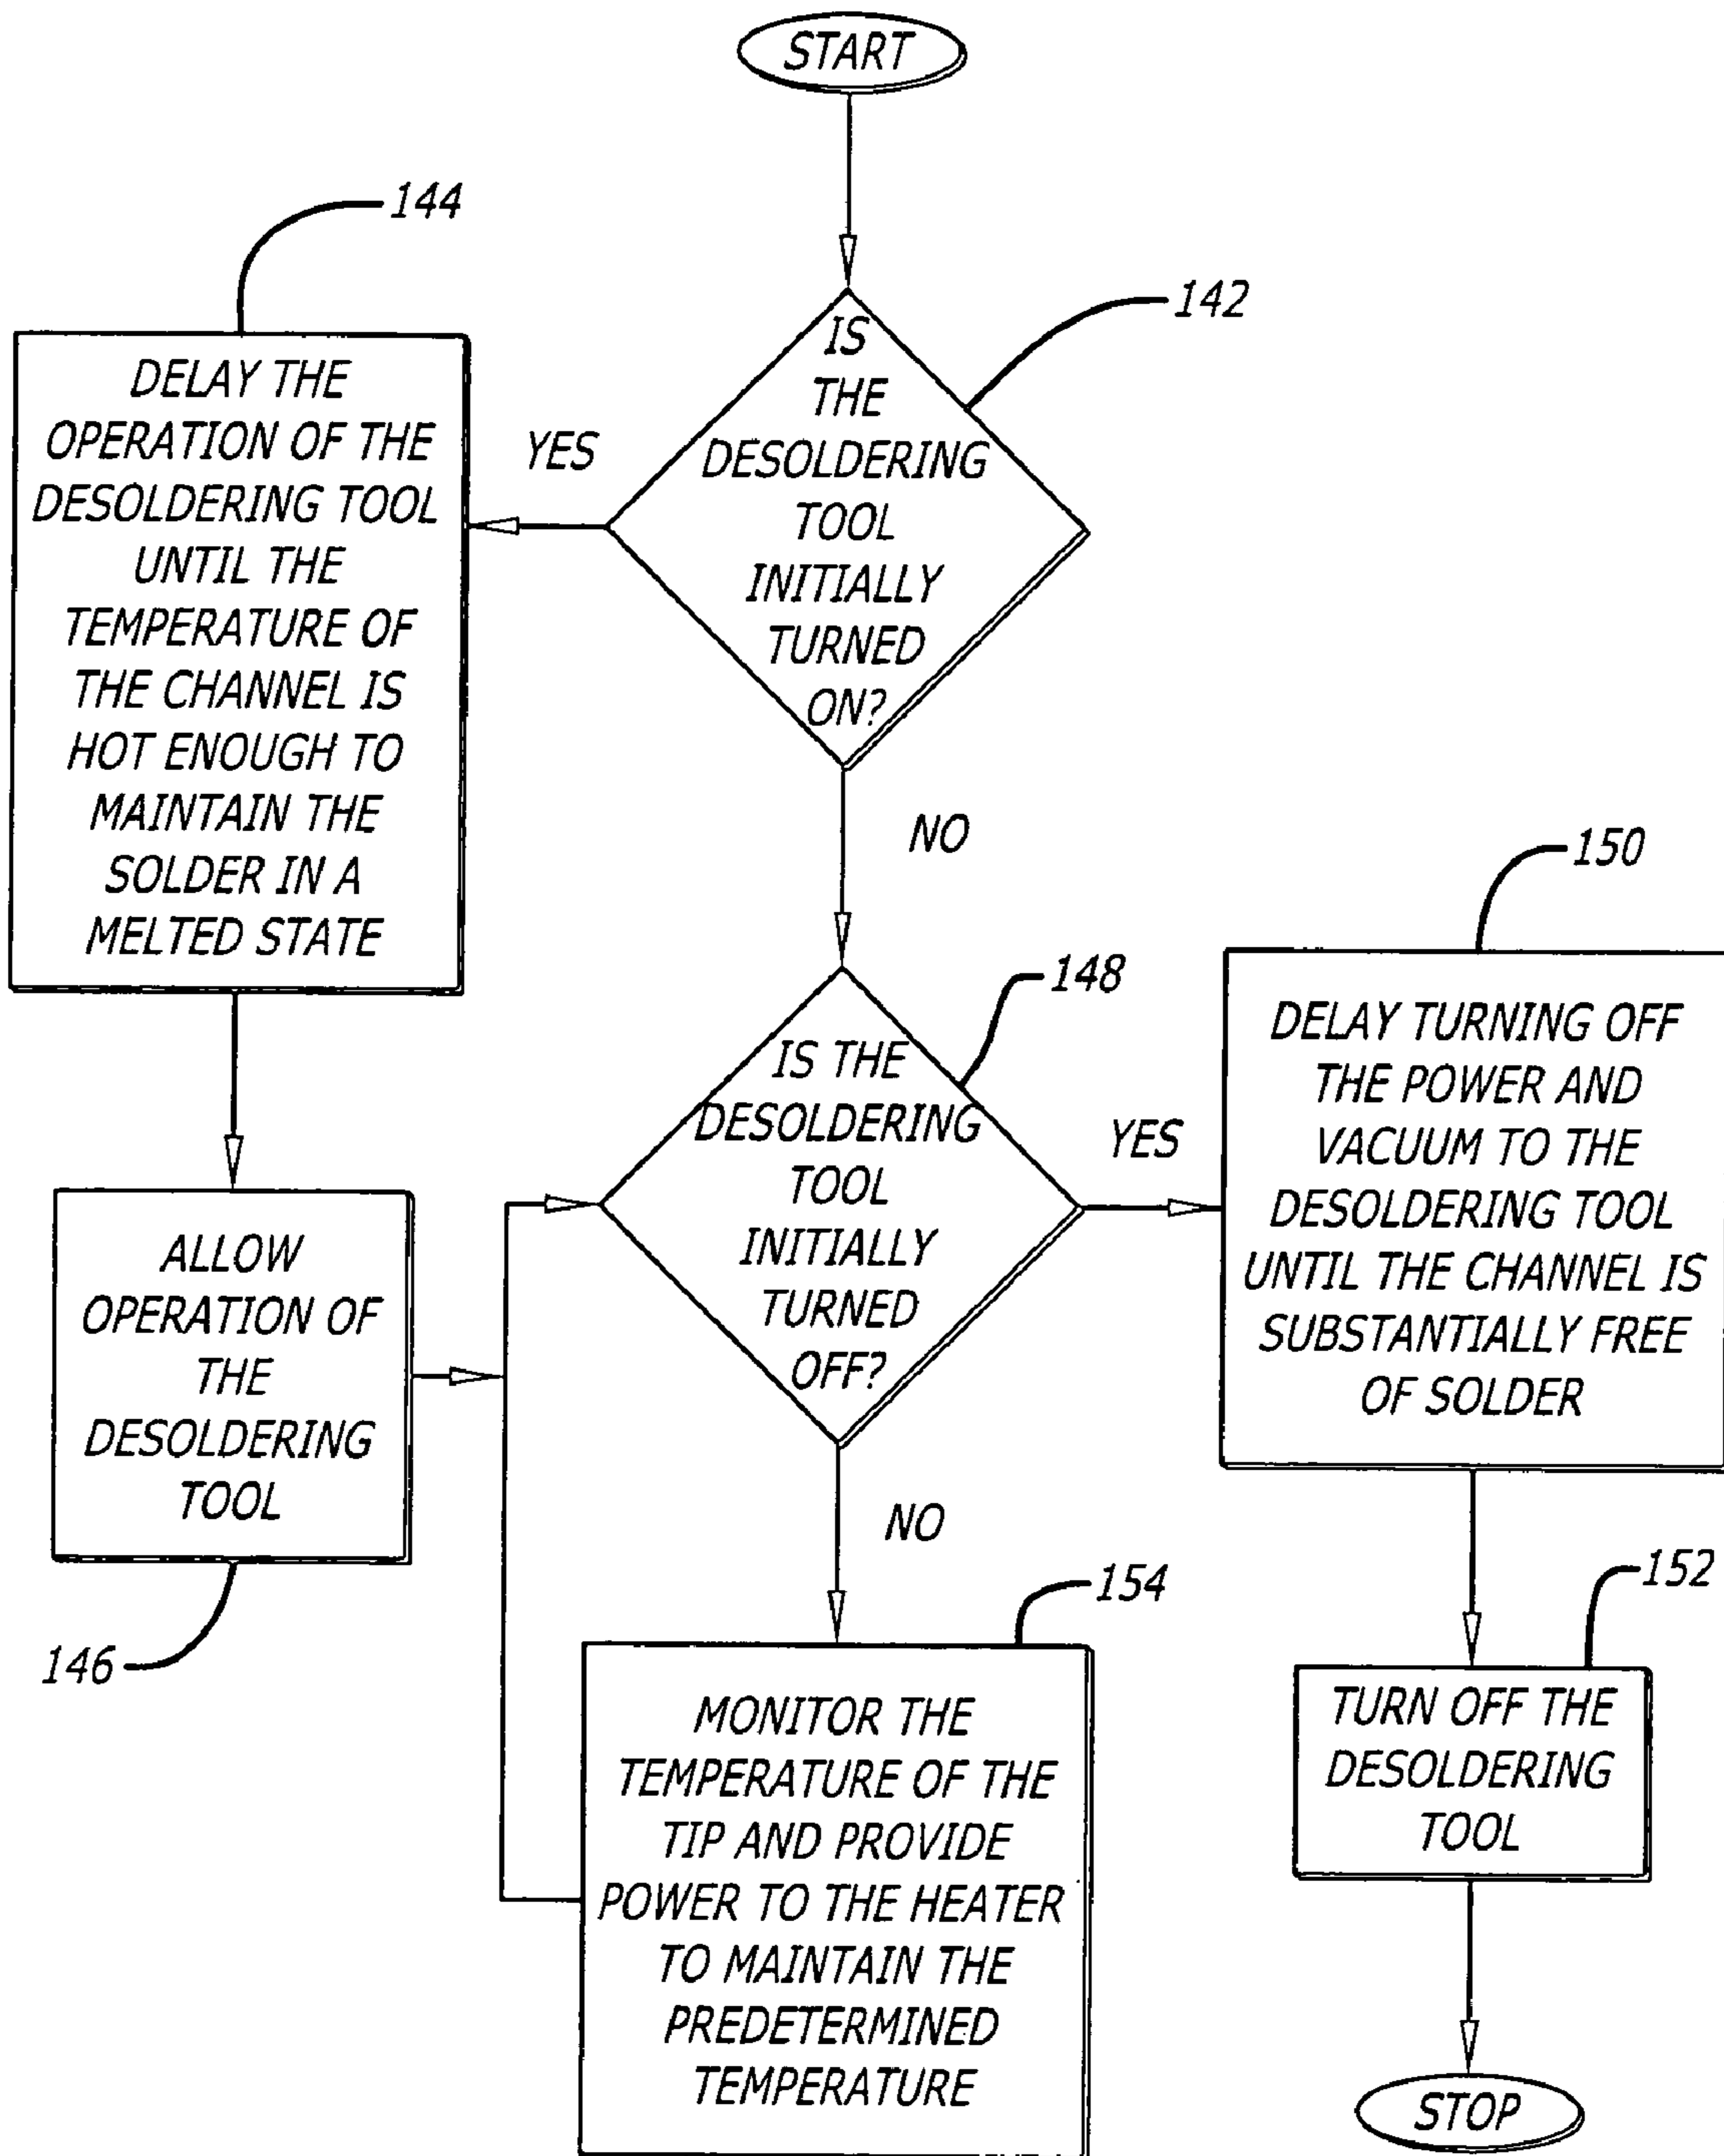 START
142
IS
THE
DESOLDERING
TOOL
INITIALLY
TURNED
ON?
YES
144
DELAY THE
OPERATION OF THE
DESOLDERING TOOL
UNTIL THE
TEMPERATURE OF
THE CHANNEL IS
HOT ENOUGH TO
MAINTAIN THE
SOLDER IN A
MELTED STATE
ALLOW
OPERATION OF
THE
DESOLDERING
TOOL
146
NO
148
IS THE
DESOLDERING
TOOL
INITIALLY
TURNED
OFF?
YES
150
DELAY TURNING OFF
THE POWER AND
VACUUM TO THE
DESOLDERING TOOL
UNTIL THE CHANNEL IS
SUBSTANTIALLY FREE
OF SOLDER
NO
154
MONITOR THE
TEMPERATURE OF THE
TIP AND PROVIDE
POWER TO THE HEATER
TO MAINTAIN THE
PREDETERMINED
TEMPERATURE
152
TURN OFF THE
DESOLDERING
TOOL
STOP